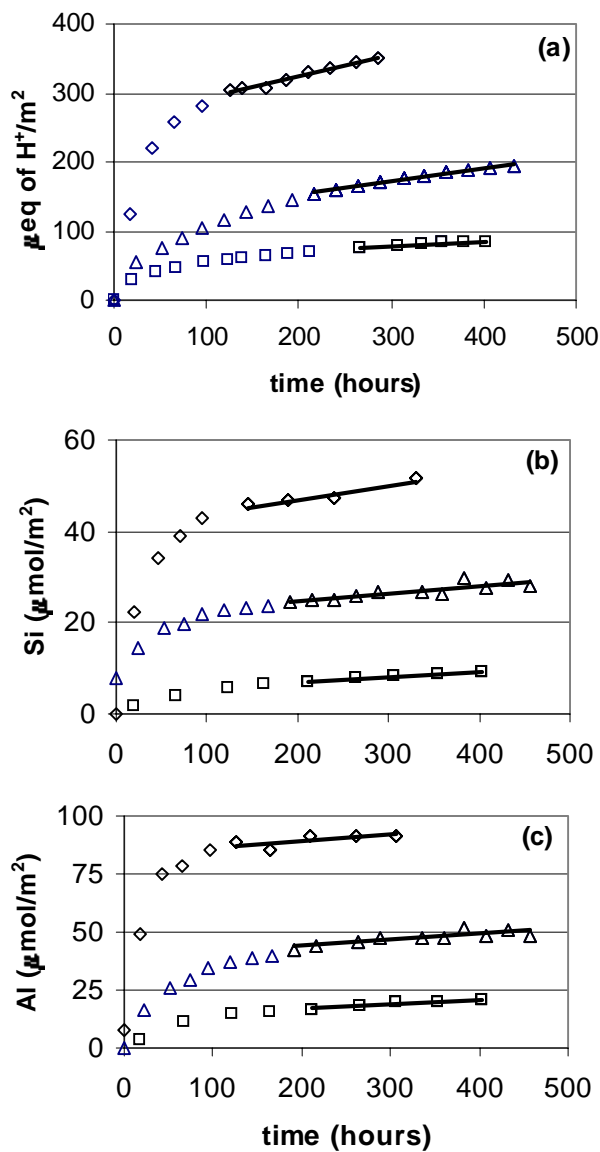 (a)
μeq of H⁺/m²
400
300
200
100
0
0 100 200 300 400 500
time (hours)
(b)
Si (μmol/m²)
60
40
20
0
0 100 200 300 400 500
(c)
Al (μmol/m²)
100
75
50
25
0
0 100 200 300 400 500
time (hours)